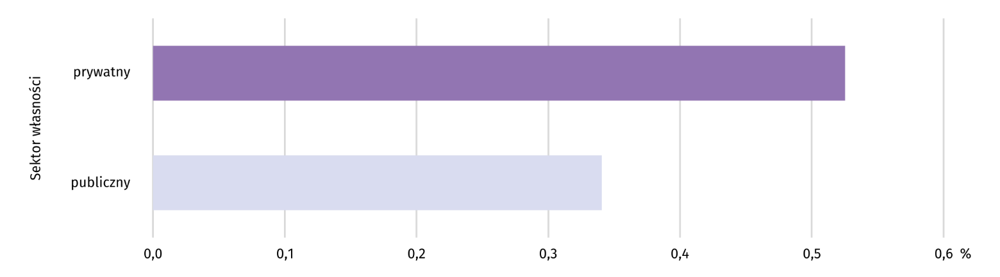 Sektor własności
prywatny
publiczny
0,0 0,1 0,2 0,3 0,4 0,5 0,6 %